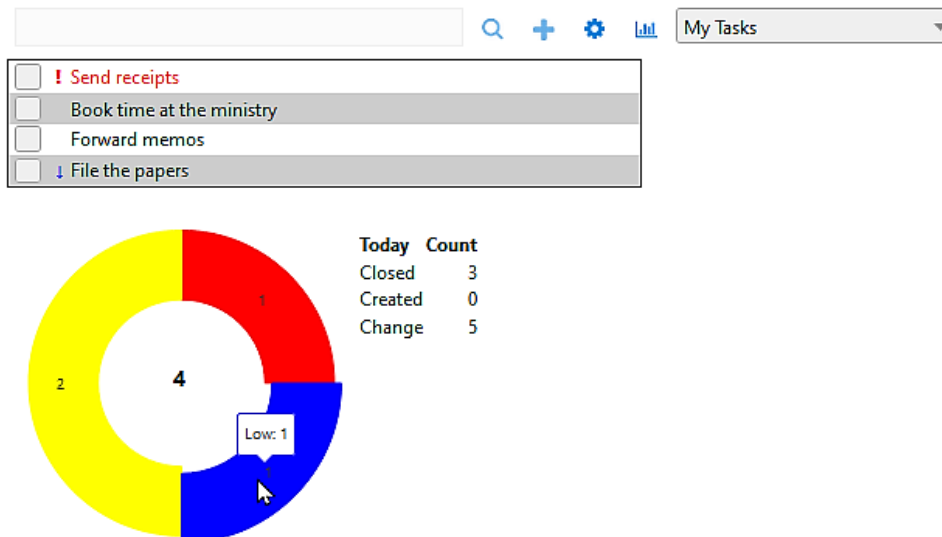 My Tasks
! Send receipts
Book time at the ministry
Forward memos
↓ File the papers
Today Count
Closed 3
Created 0
Change 5
1
2
4
Low: 1
1